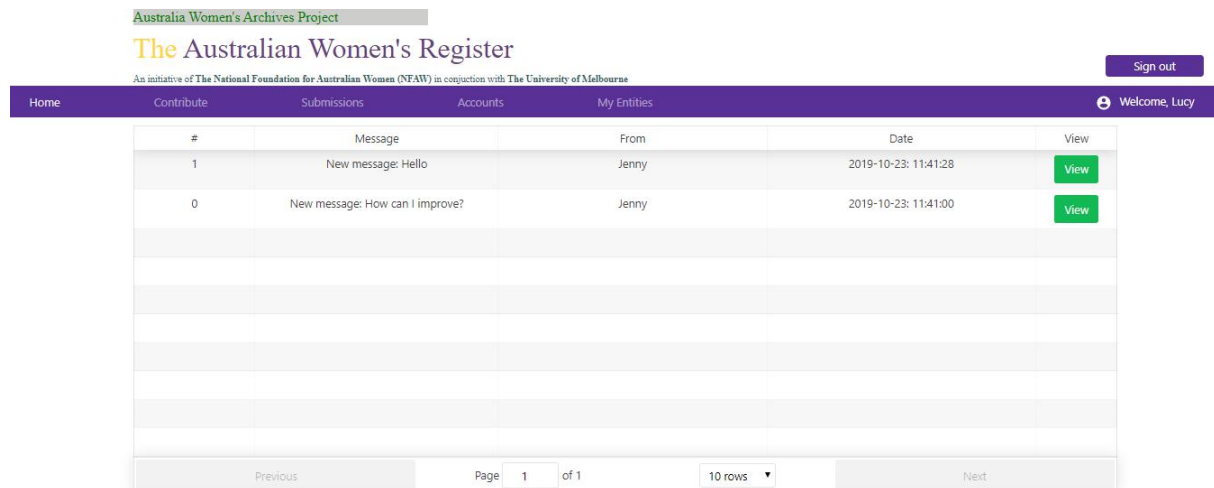 Australia Women's Archives Project
The Australian Women's Register
An initiative of The National Foundation for Australian Women (NFAW) in conjuction with The University of Melbourne
Sign out
Home Contribute Submissions Accounts My Entities Welcome, Lucy
# Message From Date View
1 New message: Hello Jenny 2019-10-23: 11:41:28 View
0 New message: How can I improve? Jenny 2019-10-23: 11:41:00 View
Previous Page 1 of 1 10 rows Next